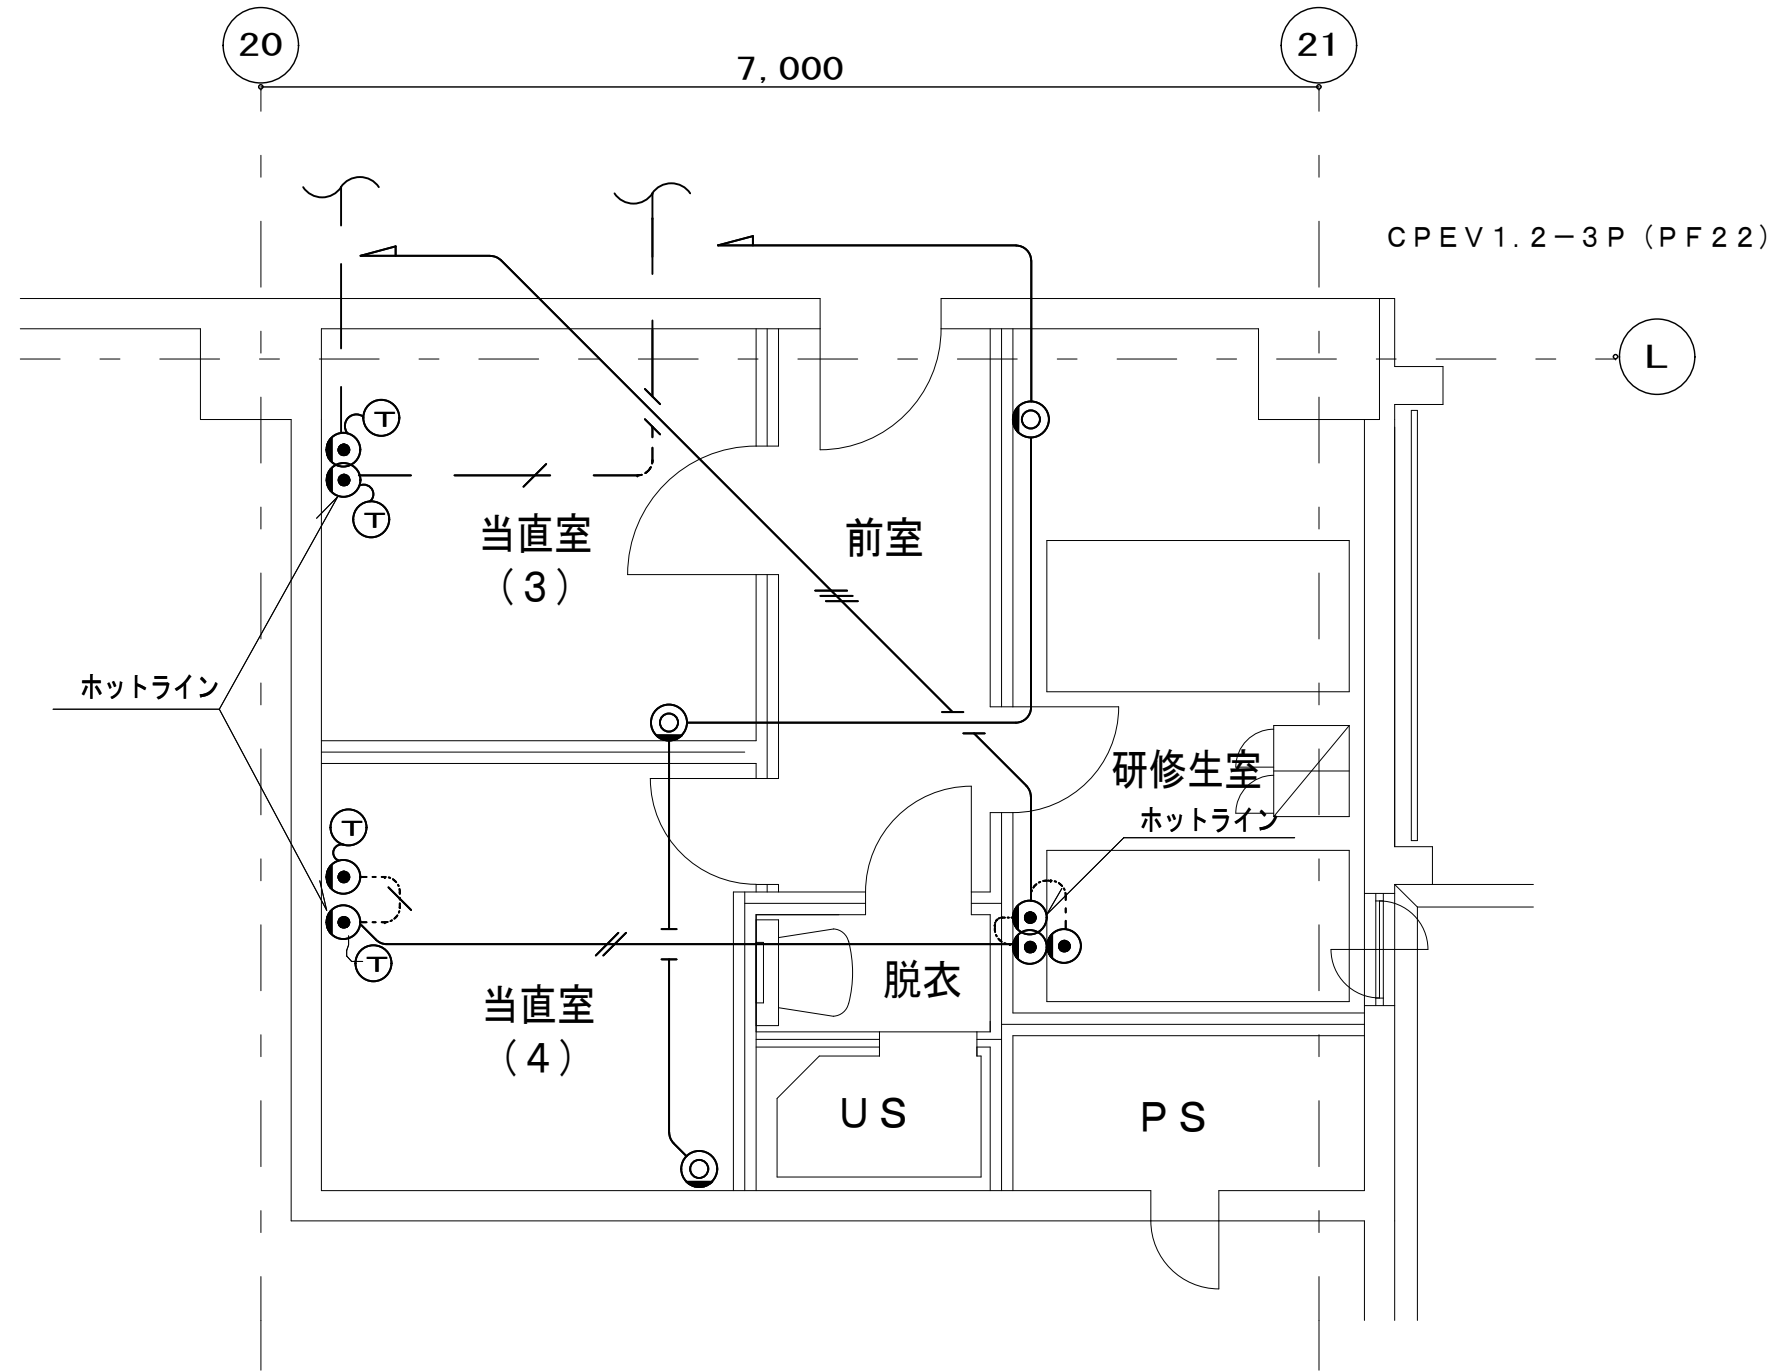 20
21
7,000
CPEV1.2－3P（PF22）
L
T
T
当直室
（3）
前室
ホットライン
研修生室
ホットライン
T
T
当直室
（4）
脱衣
US
PS